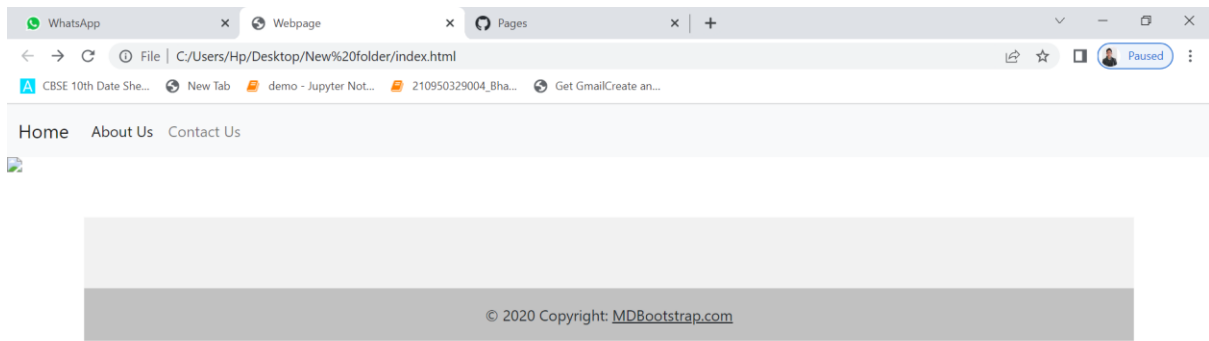 WhatsApp
Webpage
Pages
File | C:/Users/Hp/Desktop/New%20folder/index.html
Paused
CBSE 10th Date She...
New Tab
demo - Jupyter Not...
210950329004_Bha...
Get GmailCreate an...
Home
About Us
Contact Us
© 2020 Copyright: MDBootstrap.com